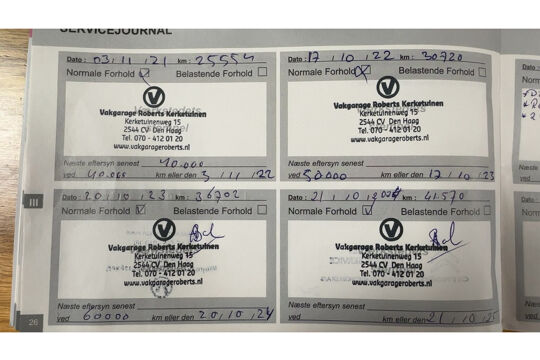 SERVICEJOURNAL
Dato: 03/11/21 km: 25554
Normale Forhold ☑ Belastende Forhold ☐
Vakgarage Roberts Kerketuinen
Kerketuinenweg 15
2544 CV Den Haag
Tel. 070 - 412 01 20
www.vakgarageroberts.nl
Næste eftersyn senest 40.000
ved 40.000 km eller den 3/11/22
Dato: 17/10/22 km: 30720
Normale Forhold ☒ Belastende Forhold ☐
Vakgarage Roberts Kerketuinen
Kerketuinenweg 15
2544 CV Den Haag
Tel. 070 - 412 01 20
www.vakgarageroberts.nl
Næste eftersyn senest
ved 50000 km eller den 17/10/23
III
Dato: 20/10/23 km: 36702
Normale Forhold ☑ Belastende Forhold ☐
Vakgarage Roberts Kerketuinen
Kerketuinenweg 15
2544 CV Den Haag
Tel. 070 - 412 01 20
www.vakgarageroberts.nl
Næste eftersyn senest
ved 60000 km eller den 20/10/24
Dato: 21/10/2024 km: 41570
Normale Forhold ☑ Belastende Forhold ☐
Vakgarage Roberts Kerketuinen
Kerketuinenweg 15
2544 CV Den Haag
Tel. 070 - 412 01 20
www.vakgarageroberts.nl
Næste eftersyn senest
ved km eller den 21/10/25
26